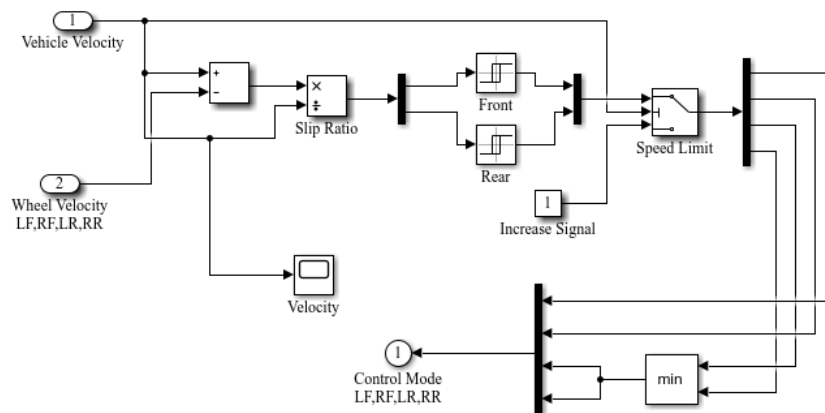 1
Vehicle Velocity
+
−
×
÷
Slip Ratio
Front
Rear
Speed Limit
2
Wheel Velocity
LF,RF,LR,RR
1
Increase Signal
Velocity
1
Control Mode
LF,RF,LR,RR
min